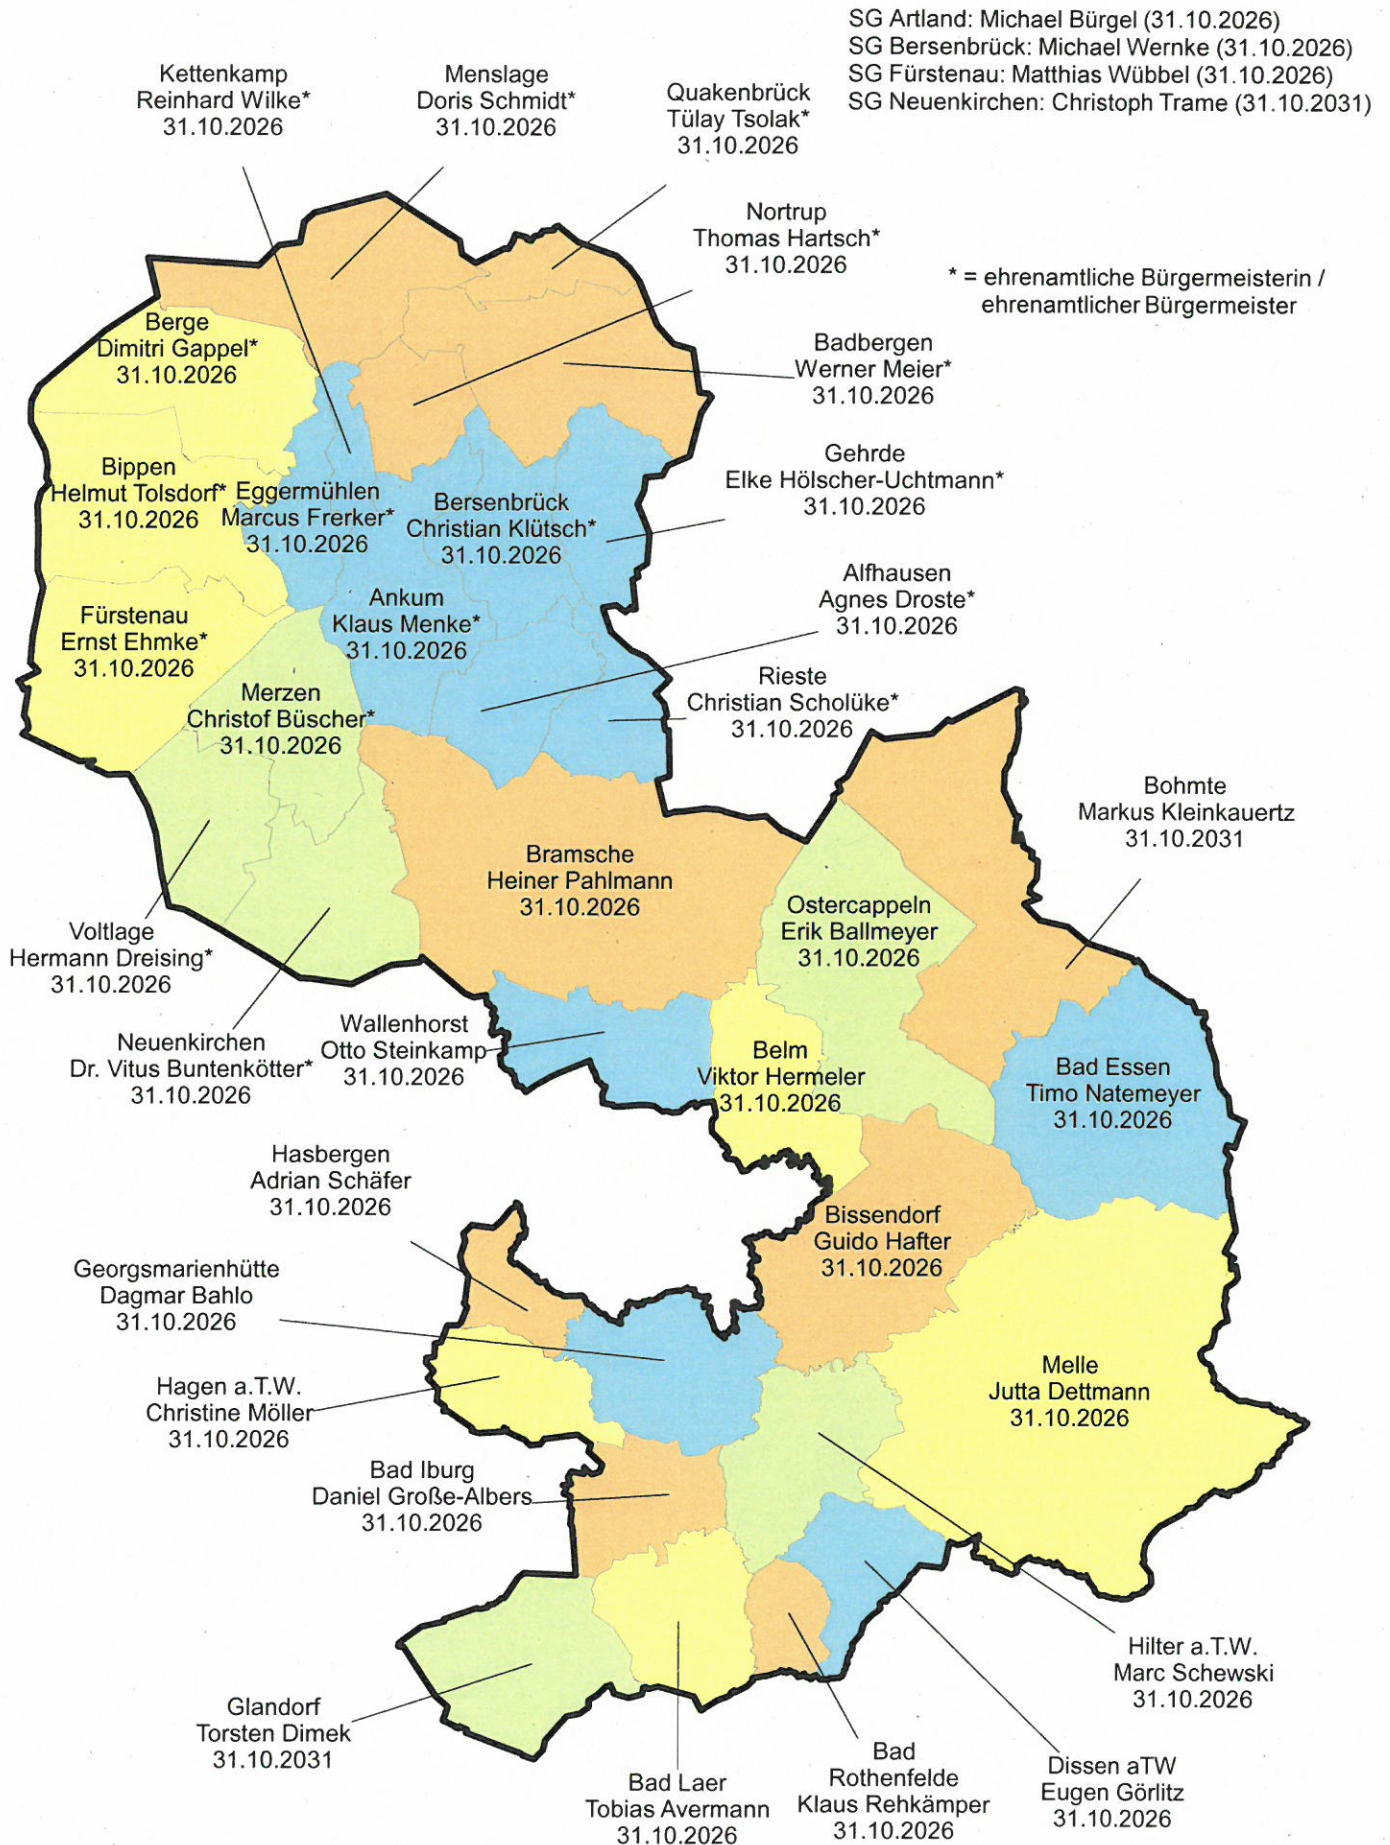 SG Artland: Michael Bürgel (31.10.2026)
SG Bersenbrück: Michael Wernke (31.10.2026)
SG Fürstenau: Matthias Wübbel (31.10.2026)
SG Neuenkirchen: Christoph Trame (31.10.2031)
Kettenkamp
Reinhard Wilke*
31.10.2026
Menslage
Doris Schmidt*
31.10.2026
Quakenbrück
Tülay Tsolak*
31.10.2026
Nortrup
Thomas Hartsch*
31.10.2026
* = ehrenamtliche Bürgermeisterin /
ehrenamtlicher Bürgermeister
Berge
Dimitri Gappel*
31.10.2026
Badbergen
Werner Meier*
31.10.2026
Bippen
Helmut Tolsdorf*
31.10.2026
Eggermühlen
Marcus Frerker*
31.10.2026
Bersenbrück
Christian Klütsch*
31.10.2026
Gehrde
Elke Hölscher-Uchtmann*
31.10.2026
Fürstenau
Ernst Ehmke*
31.10.2026
Ankum
Klaus Menke*
31.10.2026
Alfhausen
Agnes Droste*
31.10.2026
Merzen
Christof Büscher*
31.10.2026
Rieste
Christian Scholüke*
31.10.2026
Bohmte
Markus Kleinkauertz
31.10.2031
Bramsche
Heiner Pahlmann
31.10.2026
Ostercappeln
Erik Ballmeyer
31.10.2026
Voltlage
Hermann Dreising*
31.10.2026
Neuenkirchen
Dr. Vitus Buntenkötter*
31.10.2026
Wallenhorst
Otto Steinkamp
31.10.2026
Belm
Viktor Hermeler
31.10.2026
Bad Essen
Timo Natemeyer
31.10.2026
Hasbergen
Adrian Schäfer
31.10.2026
Bissendorf
Guido Hafter
31.10.2026
Georgsmarienhütte
Dagmar Bahlo
31.10.2026
Hagen a.T.W.
Christine Möller
31.10.2026
Melle
Jutta Dettmann
31.10.2026
Bad Iburg
Daniel Große-Albers
31.10.2026
Hilter a.T.W.
Marc Schewski
31.10.2026
Glandorf
Torsten Dimek
31.10.2031
Bad Laer
Tobias Avermann
31.10.2026
Bad
Rothenfelde
Klaus Rehkämper
31.10.2026
Dissen aTW
Eugen Görlitz
31.10.2026